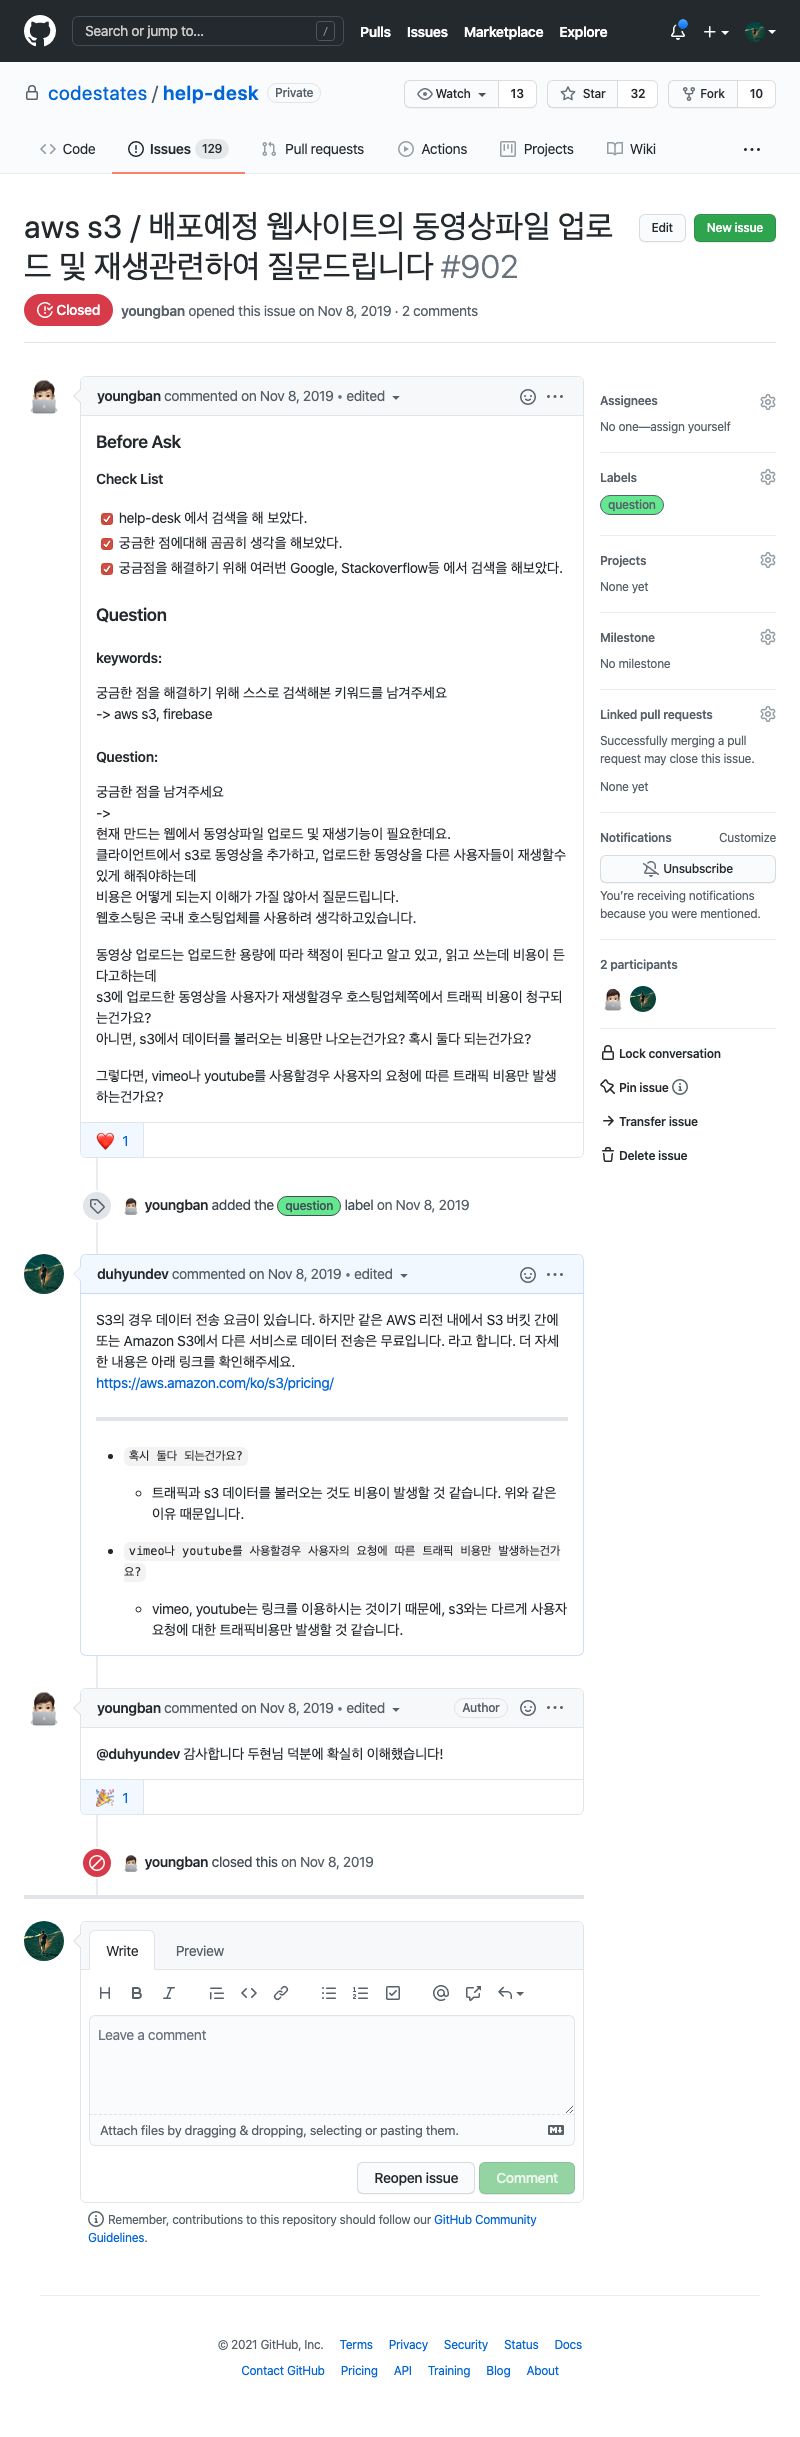 Search or jump to... /
Pulls Issues Marketplace Explore
codestates / help-desk Private
Watch 13 Star 32 Fork 10
Code Issues 129 Pull requests Actions Projects Wiki
aws s3 / 배포예정 웹사이트의 동영상파일 업로
드 및 재생관련하여 질문드립니다 #902
Edit New issue
Closed youngban opened this issue on Nov 8, 2019 · 2 comments
youngban commented on Nov 8, 2019 • edited
Before Ask
Check List
help-desk 에서 검색을 해 보았다.
궁금한 점에대해 곰곰히 생각을 해보았다.
궁금점을 해결하기 위해 여러번 Google, Stackoverflow등 에서 검색을 해보았다.
Question
keywords:
궁금한 점을 해결하기 위해 스스로 검색해본 키워드를 남겨주세요
-> aws s3, firebase
Question:
궁금한 점을 남겨주세요
->
현재 만드는 웹에서 동영상파일 업로드 및 재생기능이 필요한데요.
클라이언트에서 s3로 동영상을 추가하고, 업로드한 동영상을 다른 사용자들이 재생할수
있게 해줘야하는데
비용은 어떻게 되는지 이해가 가질 않아서 질문드립니다.
웹호스팅은 국내 호스팅업체를 사용하려 생각하고있습니다.
동영상 업로드는 업로드한 용량에 따라 책정이 된다고 알고 있고, 읽고 쓰는데 비용이 든
다고하는데
s3에 업로드한 동영상을 사용자가 재생할경우 호스팅업체쪽에서 트래픽 비용이 청구되
는건가요?
아니면, s3에서 데이터를 불러오는 비용만 나오는건가요? 혹시 둘다 되는건가요?
그렇다면, vimeo나 youtube를 사용할경우 사용자의 요청에 따른 트래픽 비용만 발생
하는건가요?
1
Assignees
No one—assign yourself
Labels
question
Projects
None yet
Milestone
No milestone
Linked pull requests
Successfully merging a pull
request may close this issue.
None yet
Notifications Customize
Unsubscribe
You're receiving notifications
because you were mentioned.
2 participants
Lock conversation
Pin issue
Transfer issue
Delete issue
youngban added the question label on Nov 8, 2019
duhyundev commented on Nov 8, 2019 • edited
S3의 경우 데이터 전송 요금이 있습니다. 하지만 같은 AWS 리전 내에서 S3 버킷 간에
또는 Amazon S3에서 다른 서비스로 데이터 전송은 무료입니다. 라고 합니다. 더 자세
한 내용은 아래 링크를 확인해주세요.
https://aws.amazon.com/ko/s3/pricing/
혹시 둘다 되는건가요?
트래픽과 s3 데이터를 불러오는 것도 비용이 발생할 것 같습니다. 위와 같은
이유 때문입니다.
vimeo나 youtube를 사용할경우 사용자의 요청에 따른 트래픽 비용만 발생하는건가
요?
vimeo, youtube는 링크를 이용하시는 것이기 때문에, s3와는 다르게 사용자
요청에 대한 트래픽비용만 발생할 것 같습니다.
youngban commented on Nov 8, 2019 • edited Author
@duhyundev 감사합니다 두현님 덕분에 확실히 이해했습니다!
1
youngban closed this on Nov 8, 2019
Write Preview
Leave a comment
Attach files by dragging & dropping, selecting or pasting them.
Reopen issue Comment
Remember, contributions to this repository should follow our GitHub Community
Guidelines.
© 2021 GitHub, Inc. Terms Privacy Security Status Docs
Contact GitHub Pricing API Training Blog About